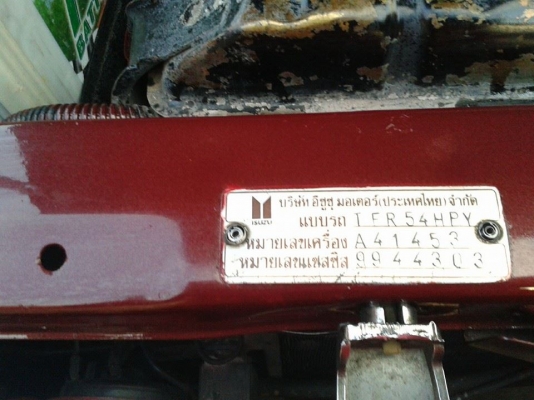 บริษัท อีซูซุ มอเตอร์(ประเทศไทย)จำกัด
ISUZU
แบบรถ TFR54HPY
หมายเลขเครื่อง A41453
หมายเลขแชสซีส 9944303